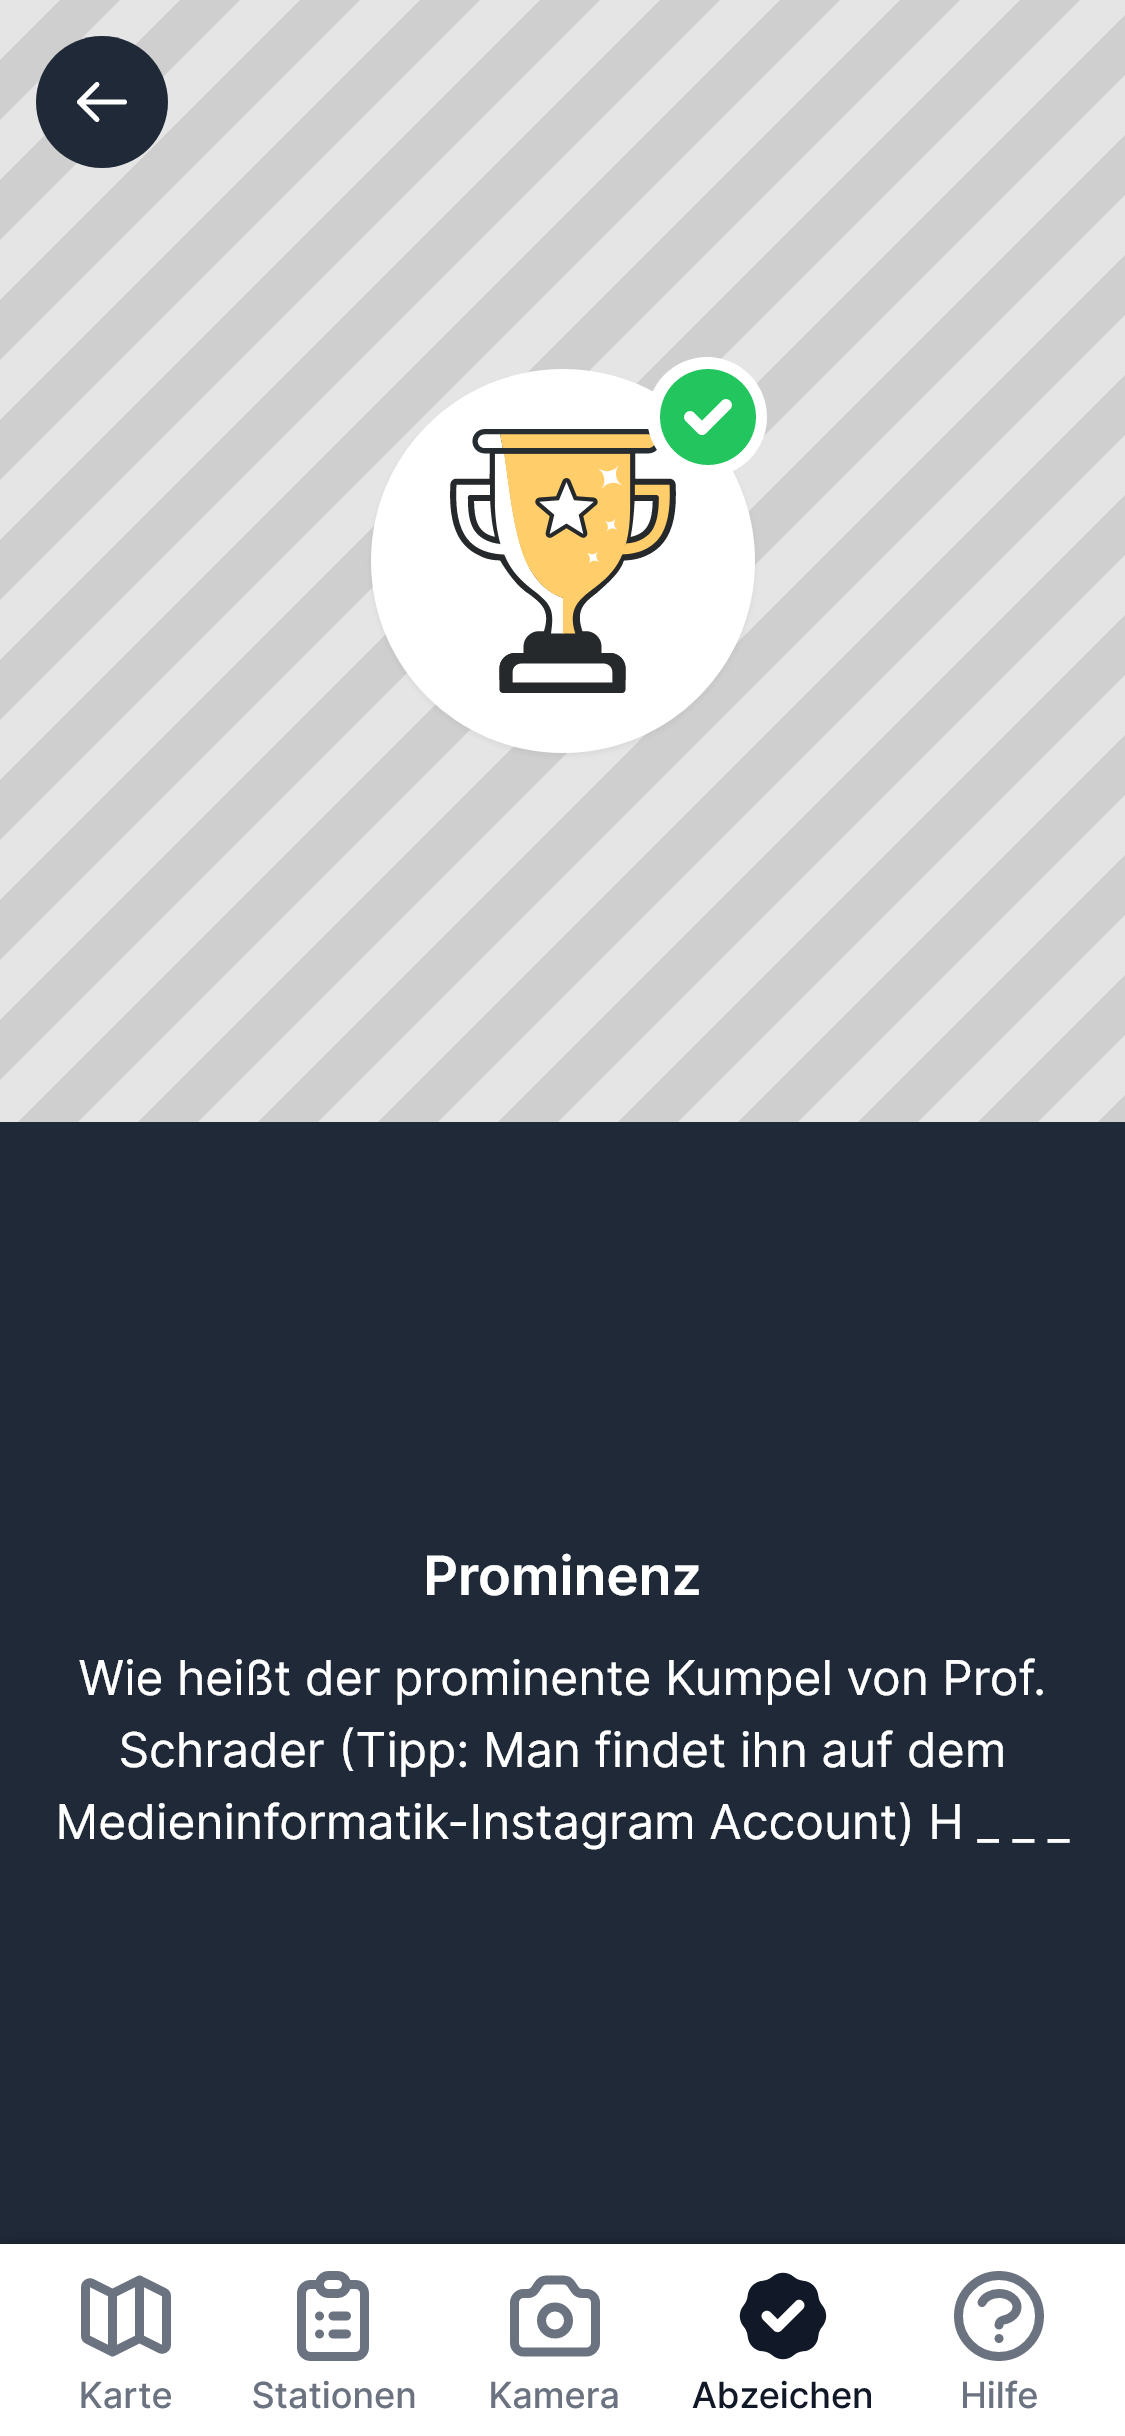 Prominenz
Wie heißt der prominente Kumpel von Prof.
Schrader (Tipp: Man findet ihn auf dem
Medieninformatik-Instagram Account) H _ _ _
Karte
Stationen
Kamera
Abzeichen
Hilfe